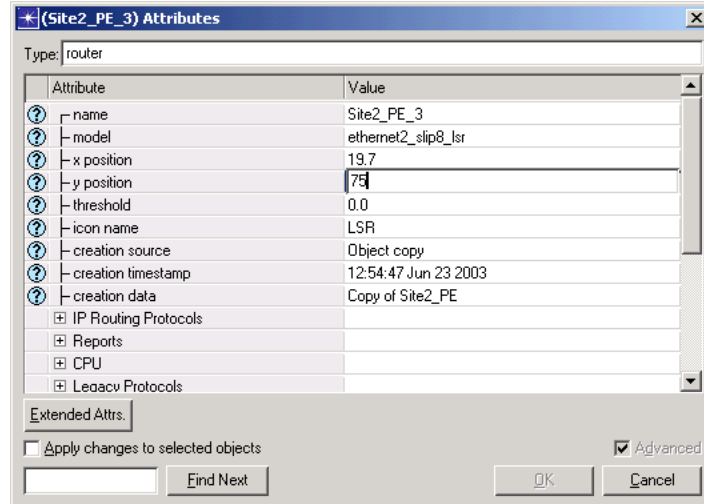 (Site2_PE_3) Attributes
Type: router
Attribute Value
name Site2_PE_3
model ethernet2_slip8_lsr
x position 19.7
y position 75
threshold 0.0
icon name LSR
creation source Object copy
creation timestamp 12:54:47 Jun 23 2003
creation data Copy of Site2_PE
IP Routing Protocols
Reports
CPU
Legacy Protocols
Extended Attrs.
Apply changes to selected objects Advanced
Find Next OK Cancel